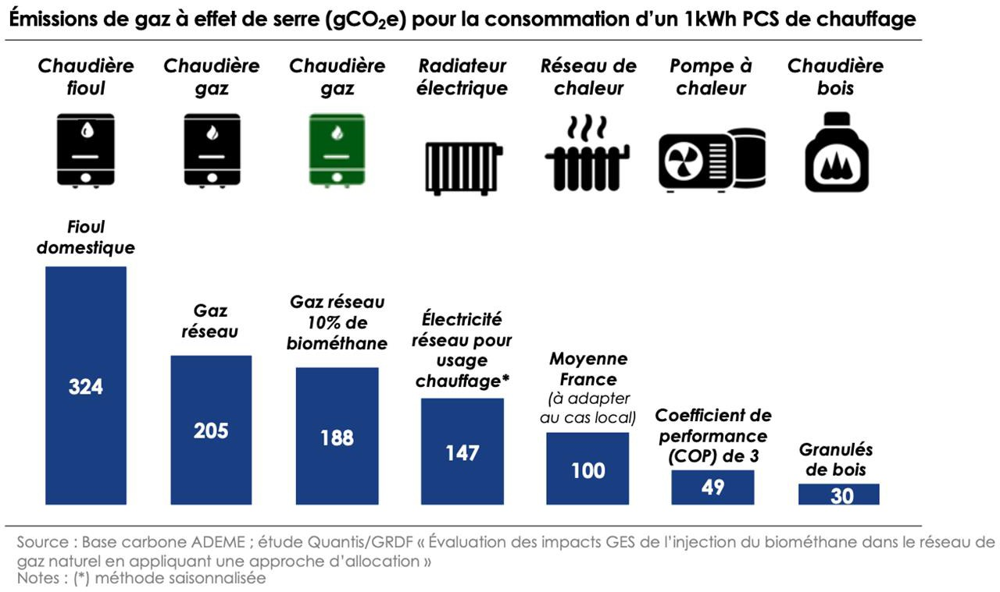 Émissions de gaz à effet de serre (gCO₂e) pour la consommation d’un 1kWh PCS de chauffage
Chaudière
fioul
Chaudière
gaz
Chaudière
gaz
Radiateur
électrique
Réseau de
chaleur
Pompe à
chaleur
Chaudière
bois
Fioul
domestique
324
Gaz
réseau
205
Gaz réseau
10% de
biométhane
188
Électricité
réseau pour
usage
chauffage*
147
Moyenne
France
(à adapter
au cas local)
100
Coefficient de
performance
(COP) de 3
49
Granulés
de bois
30
Source : Base carbone ADEME ; étude Quantis/GRDF « Évaluation des impacts GES de l’injection du biométhane dans le réseau de
gaz naturel en appliquant une approche d’allocation »
Notes : (*) méthode saisonnalisée